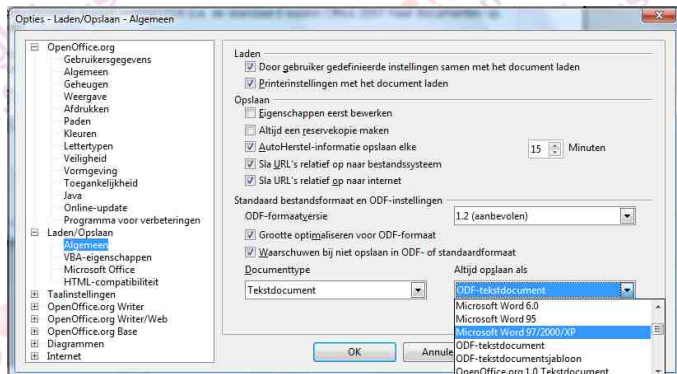 Opties - Laden/Opslaan - Algemeen
OpenOffice.org
Gebruikersgegevens
Algemeen
Geheugen
Weergave
Afdrukken
Paden
Kleuren
Lettertypen
Veiligheid
Vormgeving
Toegankelijkheid
Java
Online-update
Programma voor verbeteringen
Laden/Opslaan
Algemeen
VBA-eigenschappen
Microsoft Office
HTML-compatibiliteit
Taalinstellingen
OpenOffice.org Writer
OpenOffice.org Writer/Web
OpenOffice.org Base
Diagrammen
Internet
Laden
Door gebruiker gedefinieerde instellingen samen met het document laden
Printerinstellingen met het document laden
Opslaan
Eigenschappen eerst bewerken
Altijd een reservekopie maken
AutoHerstel-informatie opslaan elke 15 Minuten
Sla URL's relatief op naar bestandssysteem
Sla URL's relatief op naar internet
Standaard bestandsformaat en ODF-instellingen
ODF-formaatversie 1.2 (aanbevolen)
Grootte optimaliseren voor ODF-formaat
Waarschuwen bij niet opslaan in ODF- of standaardformaat
Documenttype Altijd opslaan als
Tekstdocument ODF-tekstdocument
Microsoft Word 6.0
Microsoft Word 95
Microsoft Word 97/2000/XP
ODF-tekstdocument
ODF-tekstdocumentsjabloon
OpenOffice.org 1.0 Tekstdocument
OK Annule